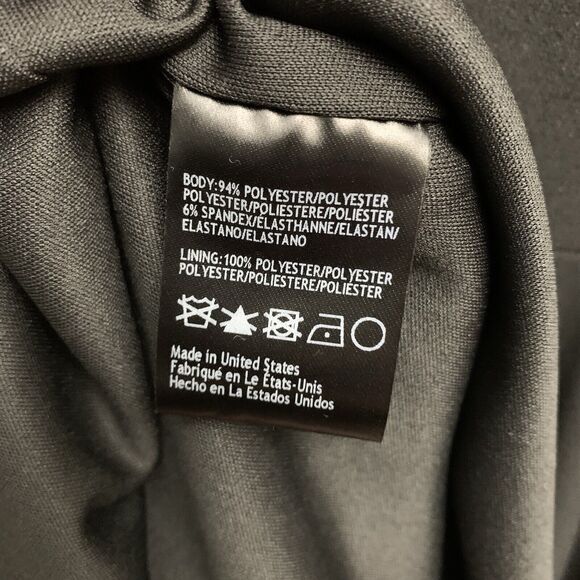 BODY:94% POLYESTER/POLYESTER
POLYESTER/POLIESTERE/POLIÉSTER
6% SPANDEX/ÉLASTHANNE/ELASTAN/
ELASTANO/ELASTANO
LINING:100% POLYESTER/POLYESTER
POLYESTER/POLIESTERE/POLIÉSTER
Made in United States
Fabriqué en Le États-Unis
Hecho en La Estados Unidos